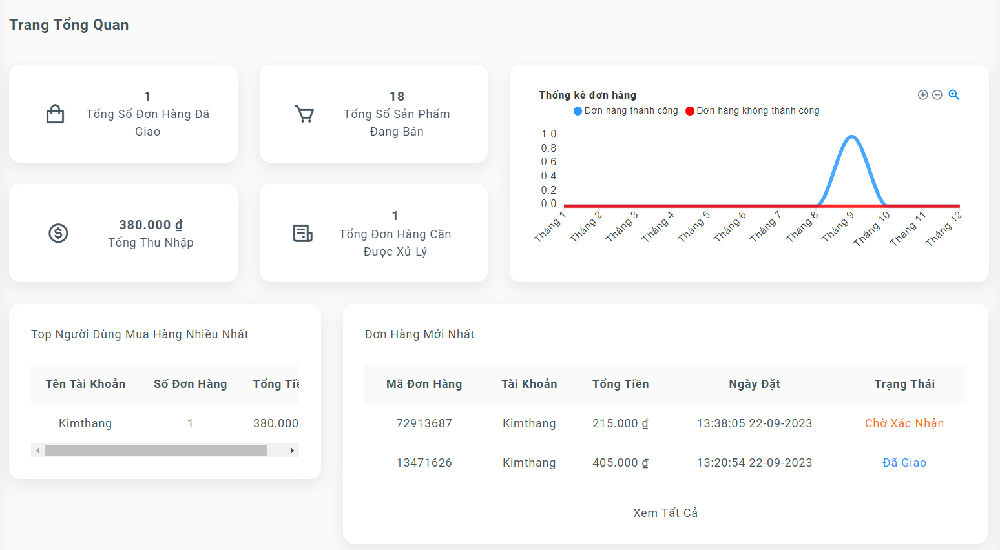 Trang Tổng Quan
1
Tổng Số Đơn Hàng Đã
Giao
18
Tổng Số Sản Phẩm
Đang Bán
380.000 ₫
Tổng Thu Nhập
1
Tổng Đơn Hàng Cần
Được Xử Lý
Thống kê đơn hàng
Đơn hàng thành công Đơn hàng không thành công
1.0
0.8
0.6
0.4
0.2
0.0
Tháng 1 Tháng 2 Tháng 3 Tháng 4 Tháng 5 Tháng 6 Tháng 7 Tháng 8 Tháng 9 Tháng 10 Tháng 11 Tháng 12
Top Người Dùng Mua Hàng Nhiều Nhất
Tên Tài Khoản Số Đơn Hàng Tổng Tiề
Kimthang 1 380.000
Đơn Hàng Mới Nhất
Mã Đơn Hàng Tài Khoản Tổng Tiền Ngày Đặt Trạng Thái
72913687 Kimthang 215.000 ₫ 13:38:05 22-09-2023 Chờ Xác Nhận
13471626 Kimthang 405.000 ₫ 13:20:54 22-09-2023 Đã Giao
Xem Tất Cả